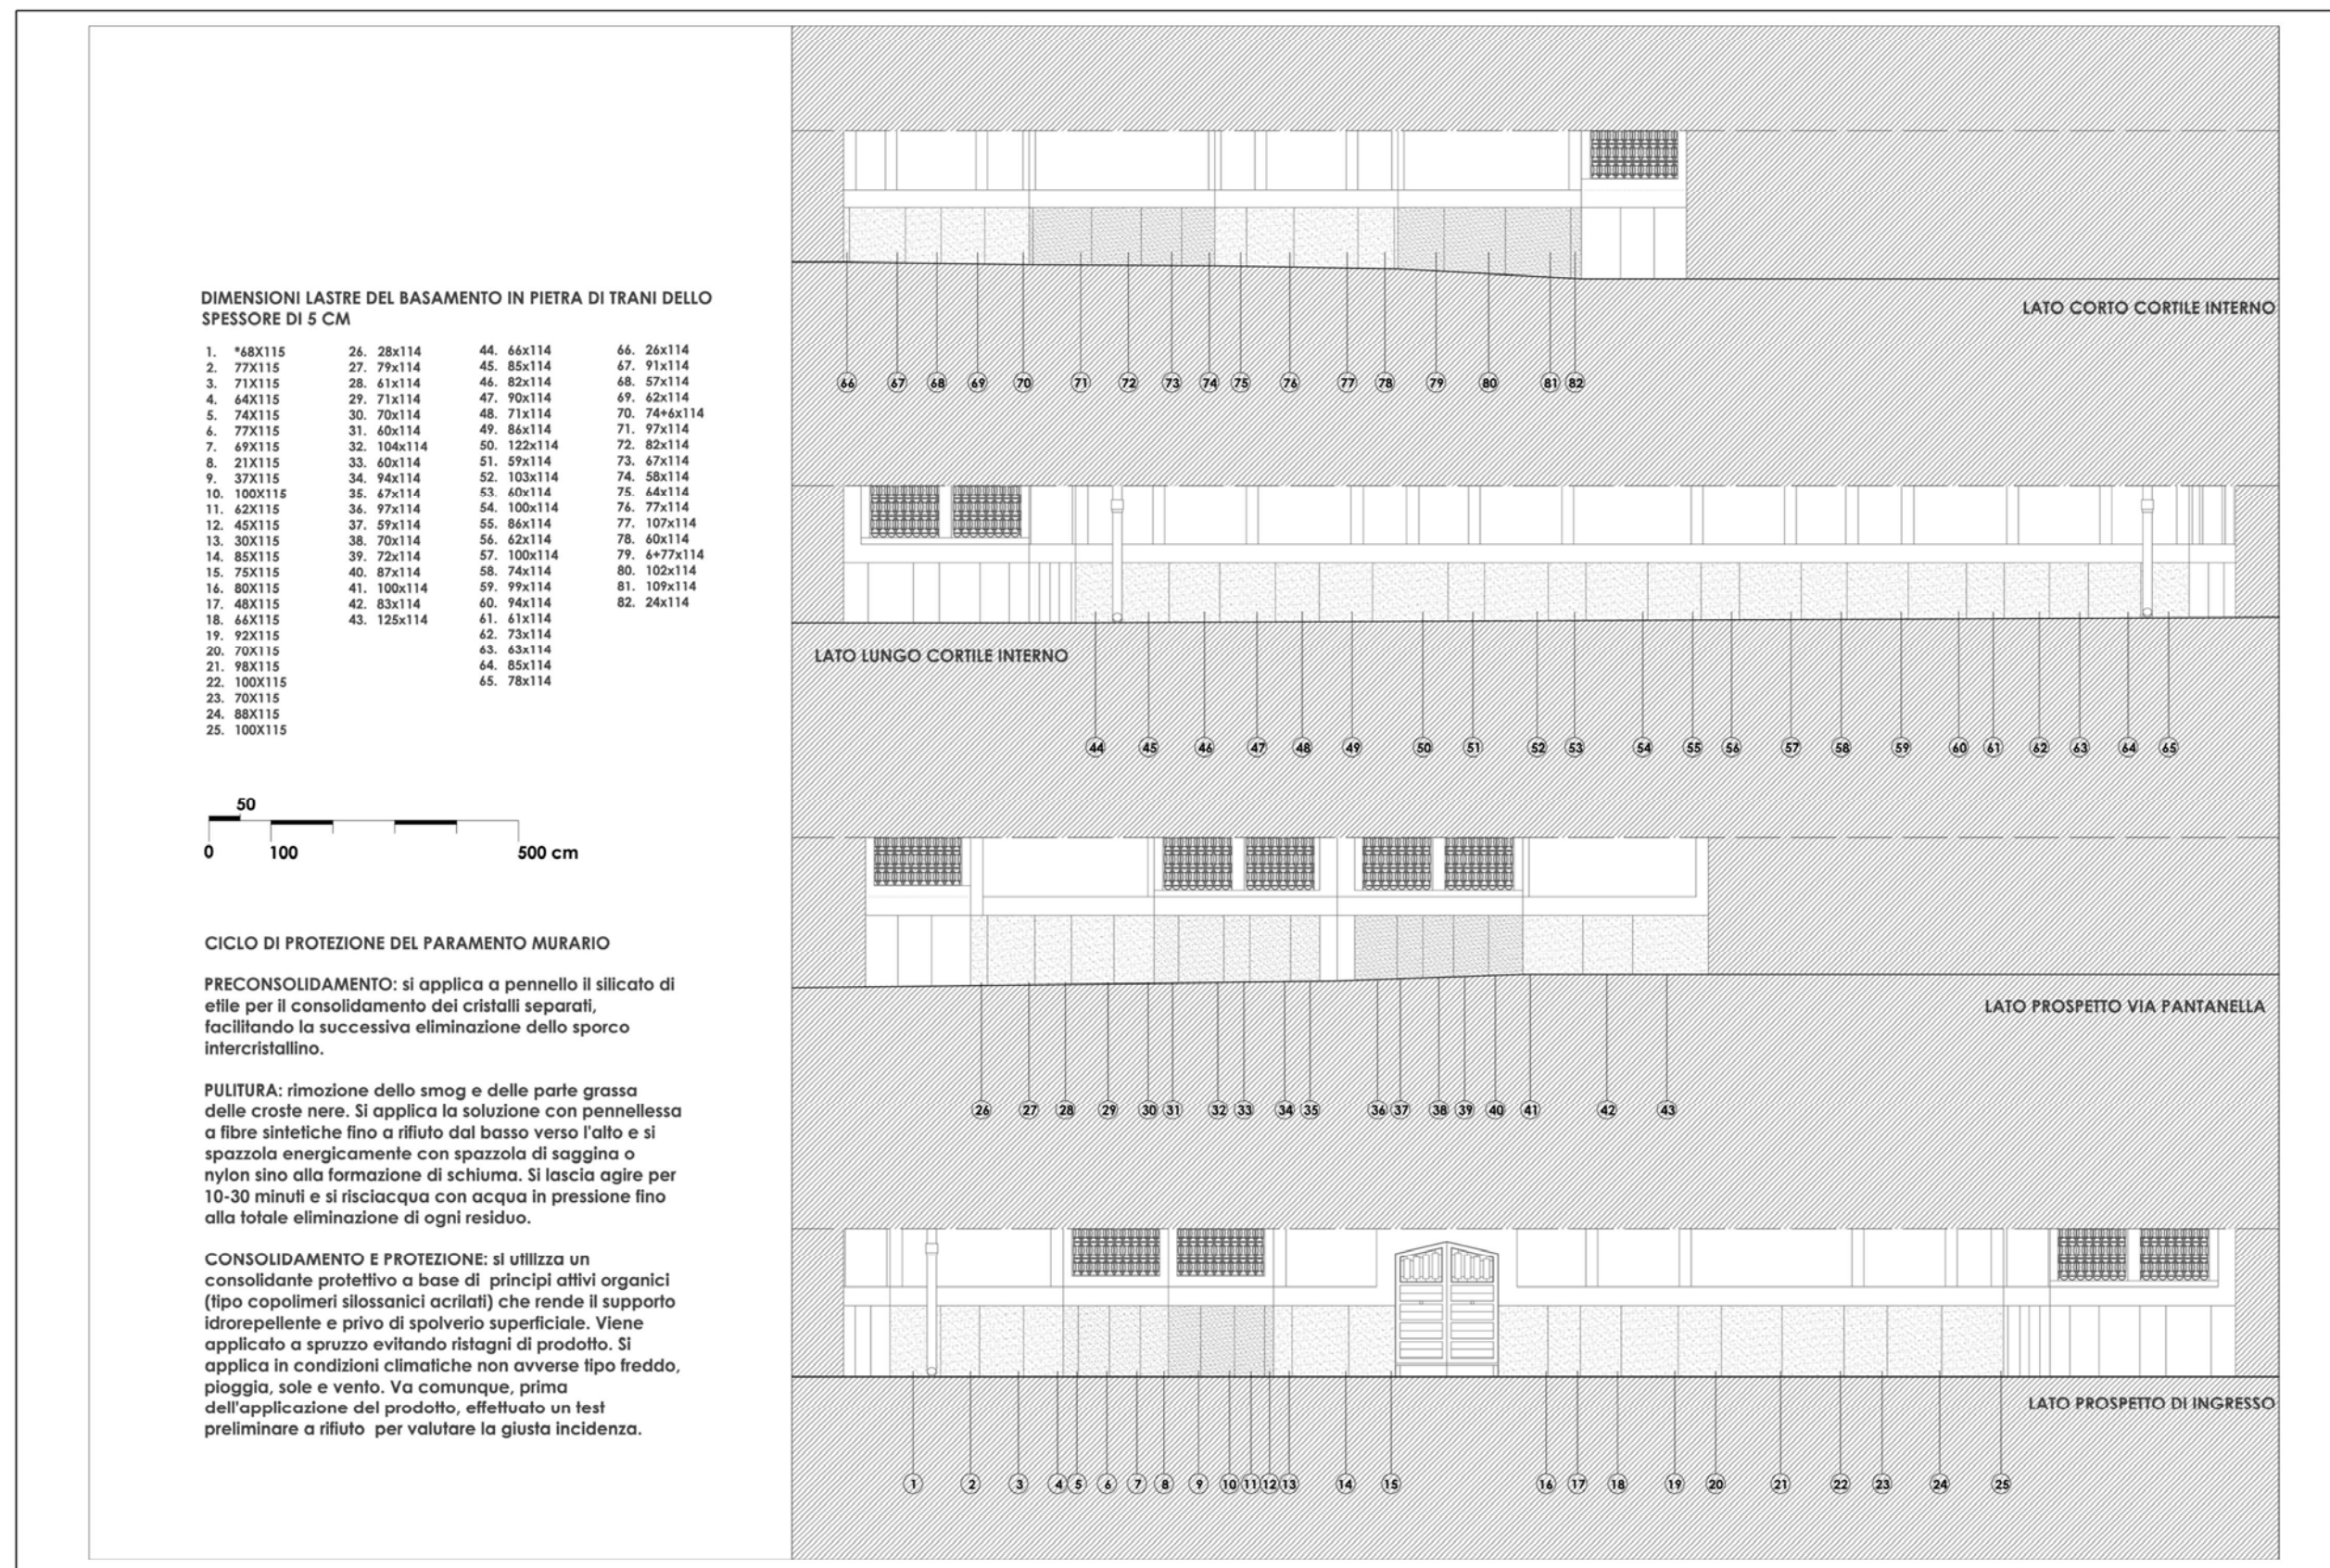 DIMENSIONI LASTRE DEL BASAMENTO IN PIETRA DI TRANI DELLO
SPESSORE DI 5 CM
1. *68X115
2. 77X115
3. 71X115
4. 64X115
5. 74X115
6. 77X115
7. 69X115
8. 21X115
9. 37X115
10. 100X115
11. 62X115
12. 45X115
13. 30X115
14. 85X115
15. 75X115
16. 80X115
17. 48X115
18. 66X115
19. 92X115
20. 70X115
21. 98X115
22. 100X115
23. 70X115
24. 88X115
25. 100X115
26. 28x114
27. 79x114
28. 61x114
29. 71x114
30. 70x114
31. 60x114
32. 104x114
33. 60x114
34. 94x114
35. 67x114
36. 97x114
37. 59x114
38. 70x114
39. 72x114
40. 87x114
41. 100x114
42. 83x114
43. 125x114
44. 66x114
45. 85x114
46. 82x114
47. 90x114
48. 71x114
49. 86x114
50. 122x114
51. 59x114
52. 103x114
53. 60x114
54. 100x114
55. 86x114
56. 62x114
57. 100x114
58. 74x114
59. 99x114
60. 94x114
61. 61x114
62. 73x114
63. 63x114
64. 85x114
65. 78x114
66. 26x114
67. 91x114
68. 57x114
69. 62x114
70. 74+6x114
71. 97x114
72. 82x114
73. 67x114
74. 58x114
75. 64x114
76. 77x114
77. 107x114
78. 60x114
79. 6+77x114
80. 102x114
81. 109x114
82. 24x114
50
0 100 500 cm
CICLO DI PROTEZIONE DEL PARAMENTO MURARIO
PRECONSOLIDAMENTO: si applica a pennello il silicato di
etile per il consolidamento dei cristalli separati,
facilitando la successiva eliminazione dello sporco
intercristallino.
PULITURA: rimozione dello smog e delle parte grassa
delle croste nere. Si applica la soluzione con pennellessa
a fibre sintetiche fino a rifiuto dal basso verso l'alto e si
spazzola energicamente con spazzola di saggina o
nylon sino alla formazione di schiuma. Si lascia agire per
10-30 minuti e si risciacqua con acqua in pressione fino
alla totale eliminazione di ogni residuo.
CONSOLIDAMENTO E PROTEZIONE: si utilizza un
consolidante protettivo a base di principi attivi organici
(tipo copolimeri silossanici acrilati) che rende il supporto
idrorepellente e privo di spolverio superficiale. Viene
applicato a spruzzo evitando ristagni di prodotto. Si
applica in condizioni climatiche non avverse tipo freddo,
pioggia, sole e vento. Va comunque, prima
dell'applicazione del prodotto, effettuato un test
preliminare a rifiuto per valutare la giusta incidenza.
LATO CORTO CORTILE INTERNO
66 67 68 69 70 71 72 73 74 75 76 77 78 79 80 81 82
LATO LUNGO CORTILE INTERNO
44 45 46 47 48 49 50 51 52 53 54 55 56 57 58 59 60 61 62 63 64 65
LATO PROSPETTO VIA PANTANELLA
26 27 28 29 30 31 32 33 34 35 36 37 38 39 40 41 42 43
LATO PROSPETTO DI INGRESSO
1 2 3 4 5 6 7 8 9 10 11 12 13 14 15 16 17 18 19 20 21 22 23 24 25